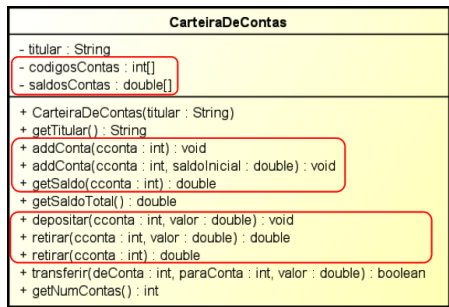 CarteiraDeContas
- titular : String
- codigosContas : int[]
- saldosContas : double[]
+ CarteiraDeContas(titular : String)
+ getTitular() : String
+ addConta(cconta : int) : void
+ addConta(cconta : int, saldoInicial : double) : void
+ getSaldo(cconta : int) : double
+ getSaldoTotal() : double
+ depositar(cconta : int, valor : double) : void
+ retirar(cconta : int, valor : double) : double
+ retirar(cconta : int) : double
+ transferir(deConta : int, paraConta : int, valor : double) : boolean
+ getNumContas() : int